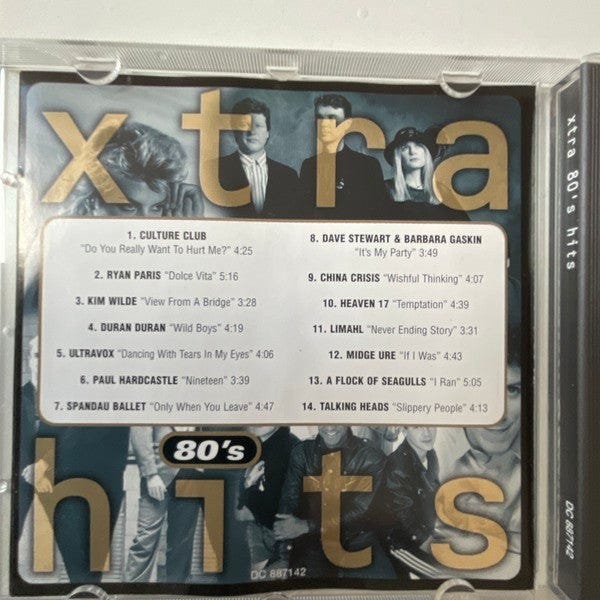 xtra
1. CULTURE CLUB
"Do You Really Want To Hurt Me?" 4:25
2. RYAN PARIS "Dolce Vita" 5:16
3. KIM WILDE "View From A Bridge" 3:28
4. DURAN DURAN "Wild Boys" 4:19
5. ULTRAVOX "Dancing With Tears In My Eyes" 4:06
6. PAUL HARDCASTLE "Nineteen" 3:39
7. SPANDAU BALLET "Only When You Leave" 4:47
8. DAVE STEWART & BARBARA GASKIN
"It's My Party" 3:49
9. CHINA CRISIS "Wishful Thinking" 4:07
10. HEAVEN 17 "Temptation" 4:39
11. LIMAHL "Never Ending Story" 3:31
12. MIDGE URE "If I Was" 4:43
13. A FLOCK OF SEAGULLS "I Ran" 5:05
14. TALKING HEADS "Slippery People" 4:13
80's
hits
DC 887142
xtra 80's hits
DC 887142